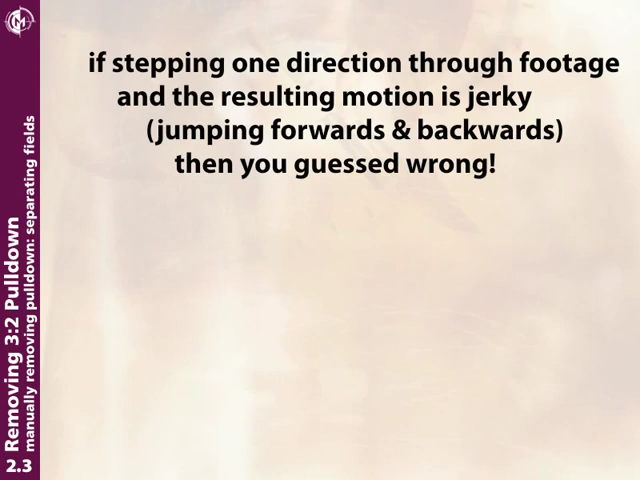 if stepping one direction through footage
and the resulting motion is jerky
(jumping forwards & backwards)
then you guessed wrong!
2.3 Removing 3:2 Pulldown
manually removing pulldown: separating fields